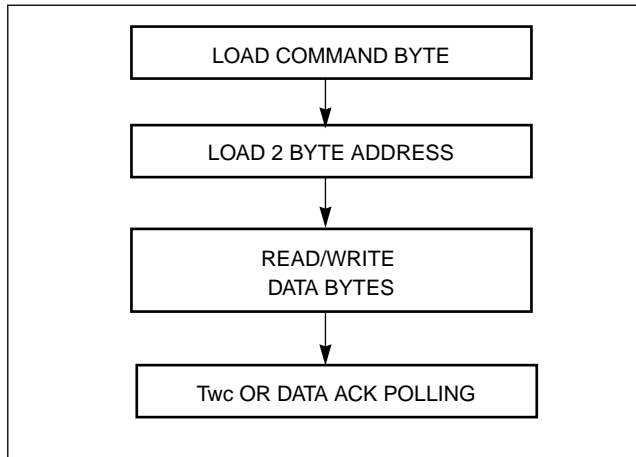 LOAD COMMAND BYTE
LOAD 2 BYTE ADDRESS
READ/WRITE
DATA BYTES
Twc OR DATA ACK POLLING